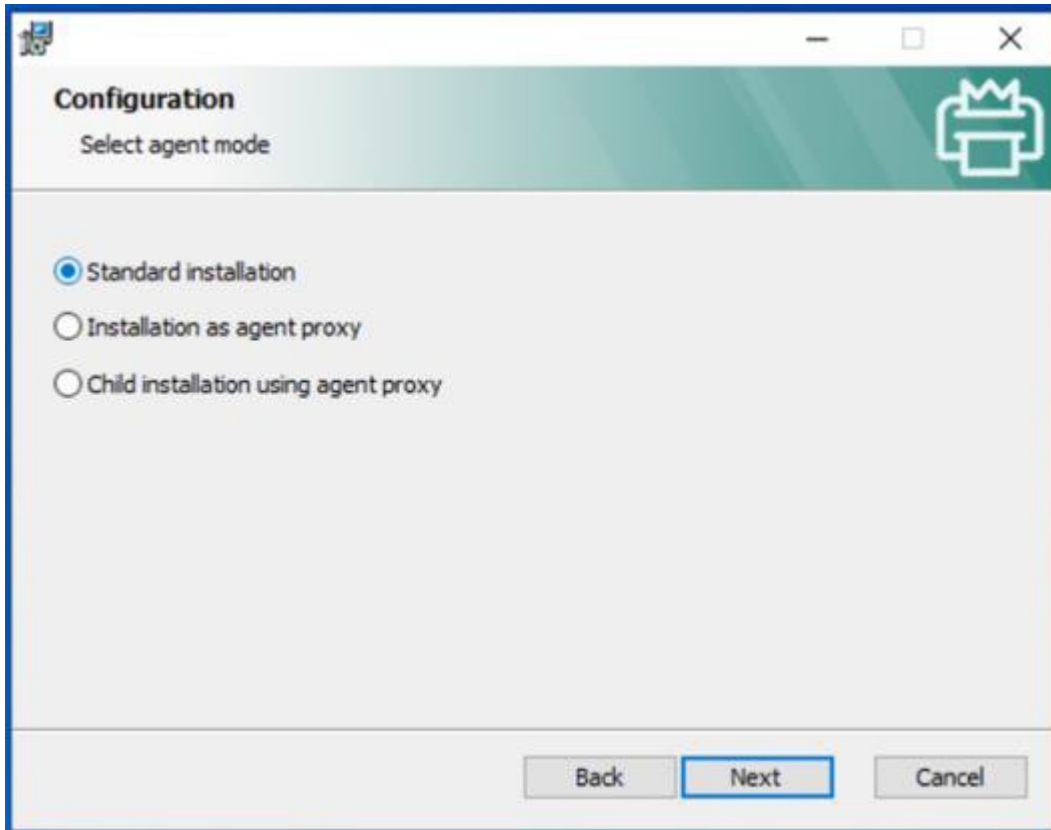 Configuration
Select agent mode
Standard installation
Installation as agent proxy
Child installation using agent proxy
Back Next Cancel